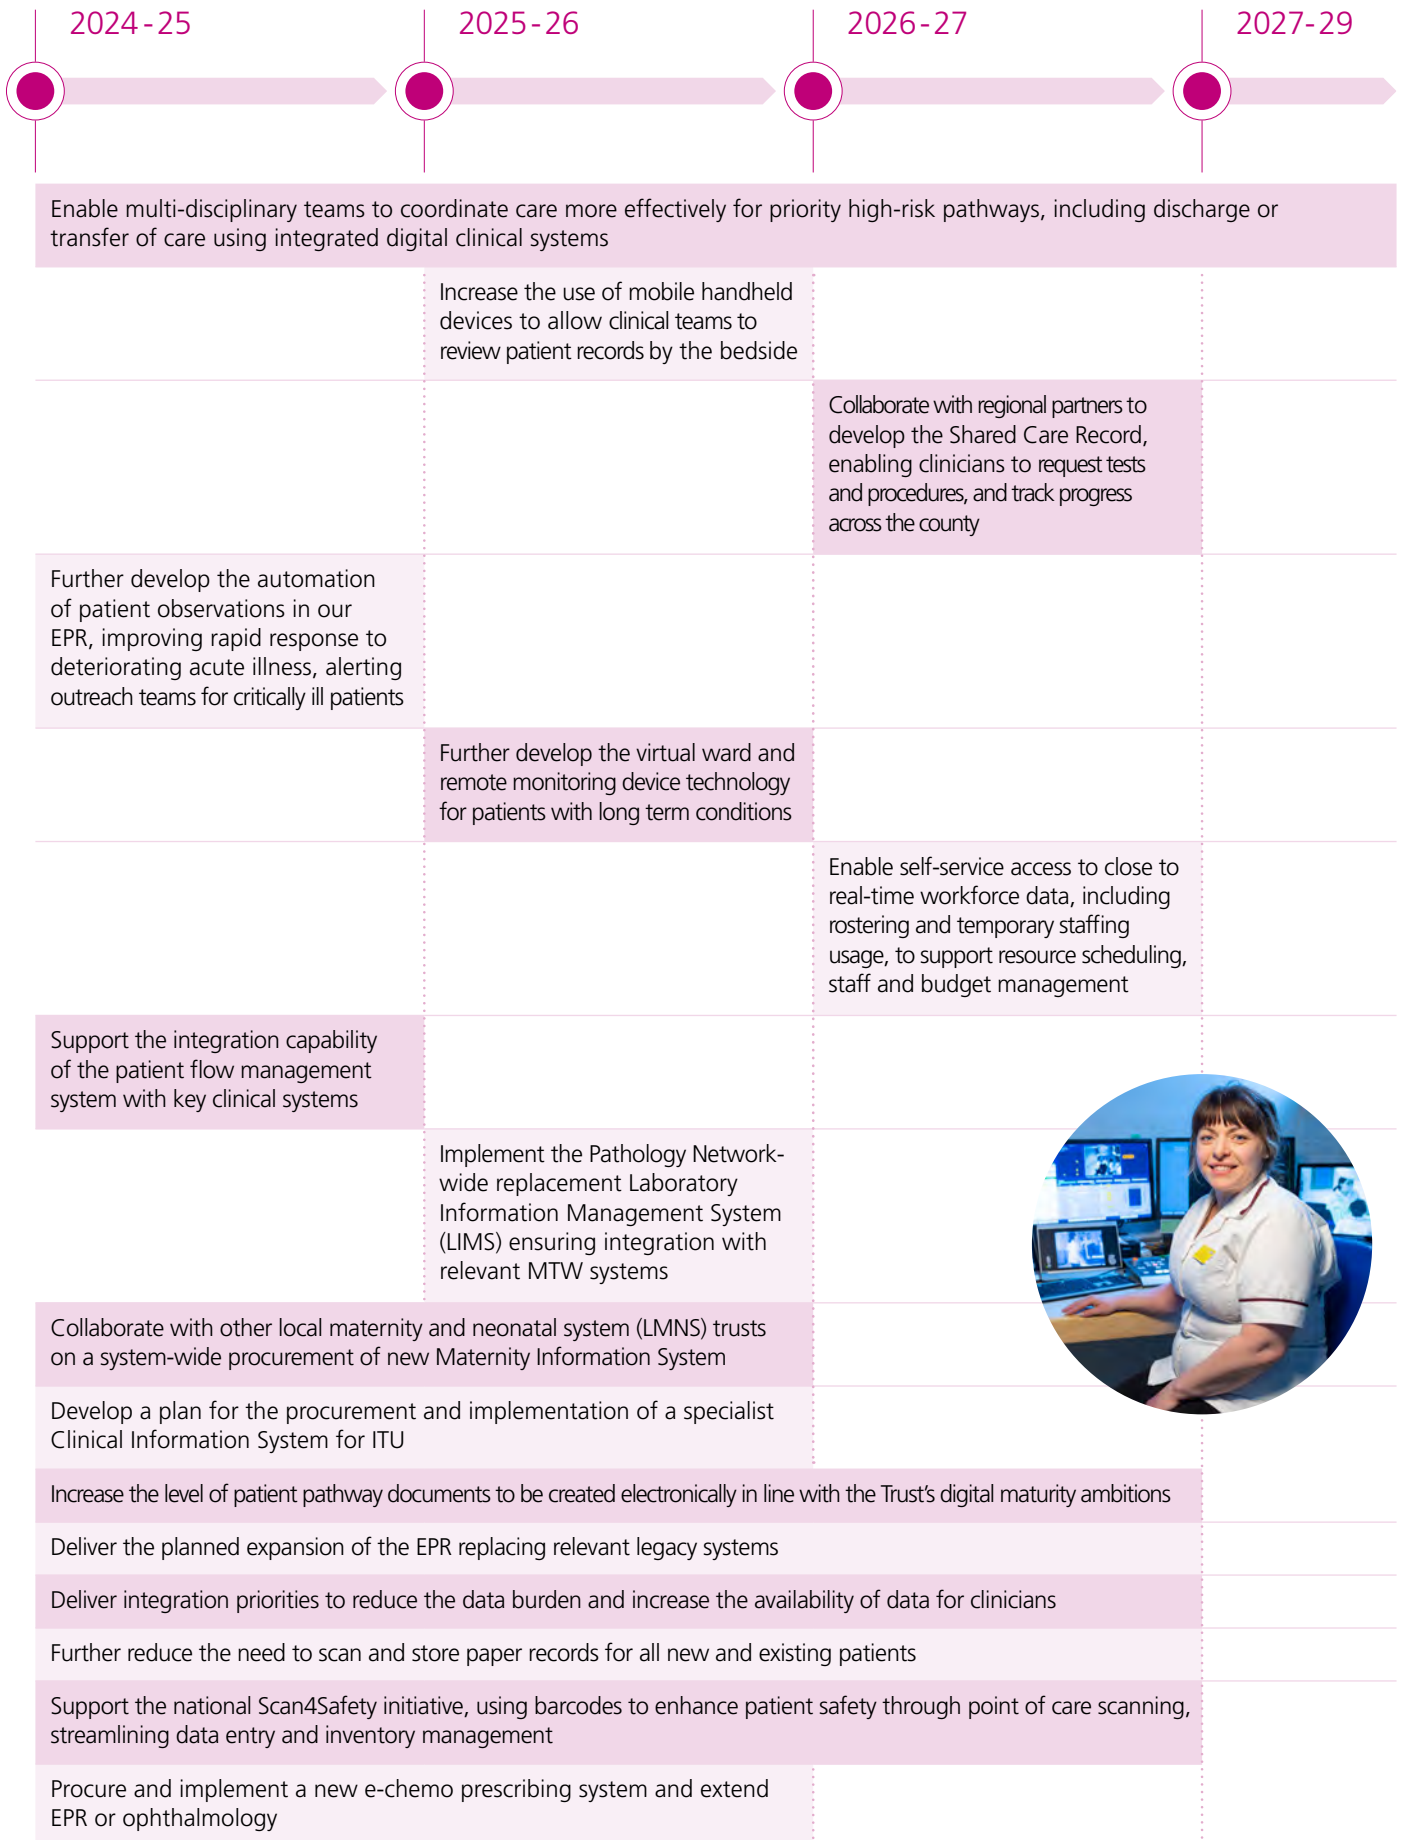 2024-25 2025-26 2026-27 2027-29
Enable multi-disciplinary teams to coordinate care more effectively for priority high-risk pathways, including discharge or
transfer of care using integrated digital clinical systems
Increase the use of mobile handheld
devices to allow clinical teams to
review patient records by the bedside
Collaborate with regional partners to
develop the Shared Care Record,
enabling clinicians to request tests
and procedures, and track progress
across the county
Further develop the automation
of patient observations in our
EPR, improving rapid response to
deteriorating acute illness, alerting
outreach teams for critically ill patients
Further develop the virtual ward and
remote monitoring device technology
for patients with long term conditions
Enable self-service access to close to
real-time workforce data, including
rostering and temporary staffing
usage, to support resource scheduling,
staff and budget management
Support the integration capability
of the patient flow management
system with key clinical systems
Implement the Pathology Network-
wide replacement Laboratory
Information Management System
(LIMS) ensuring integration with
relevant MTW systems
Collaborate with other local maternity and neonatal system (LMNS) trusts
on a system-wide procurement of new Maternity Information System
Develop a plan for the procurement and implementation of a specialist
Clinical Information System for ITU
Increase the level of patient pathway documents to be created electronically in line with the Trust’s digital maturity ambitions
Deliver the planned expansion of the EPR replacing relevant legacy systems
Deliver integration priorities to reduce the data burden and increase the availability of data for clinicians
Further reduce the need to scan and store paper records for all new and existing patients
Support the national Scan4Safety initiative, using barcodes to enhance patient safety through point of care scanning,
streamlining data entry and inventory management
Procure and implement a new e-chemo prescribing system and extend
EPR or ophthalmology